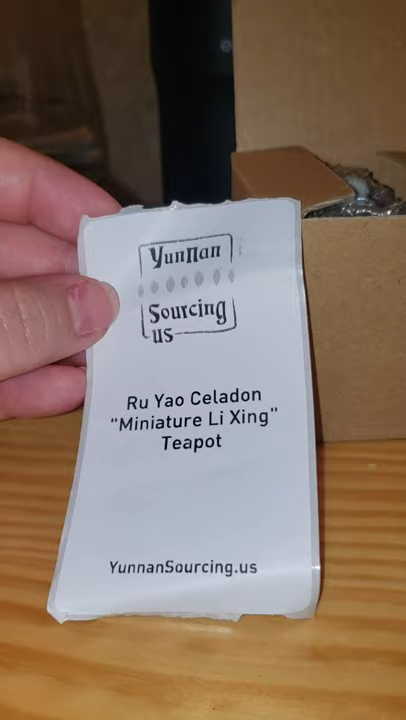 Yunnan
Sourcing
us
Ru Yao Celadon
"Miniature Li Xing"
Teapot
YunnanSourcing.us